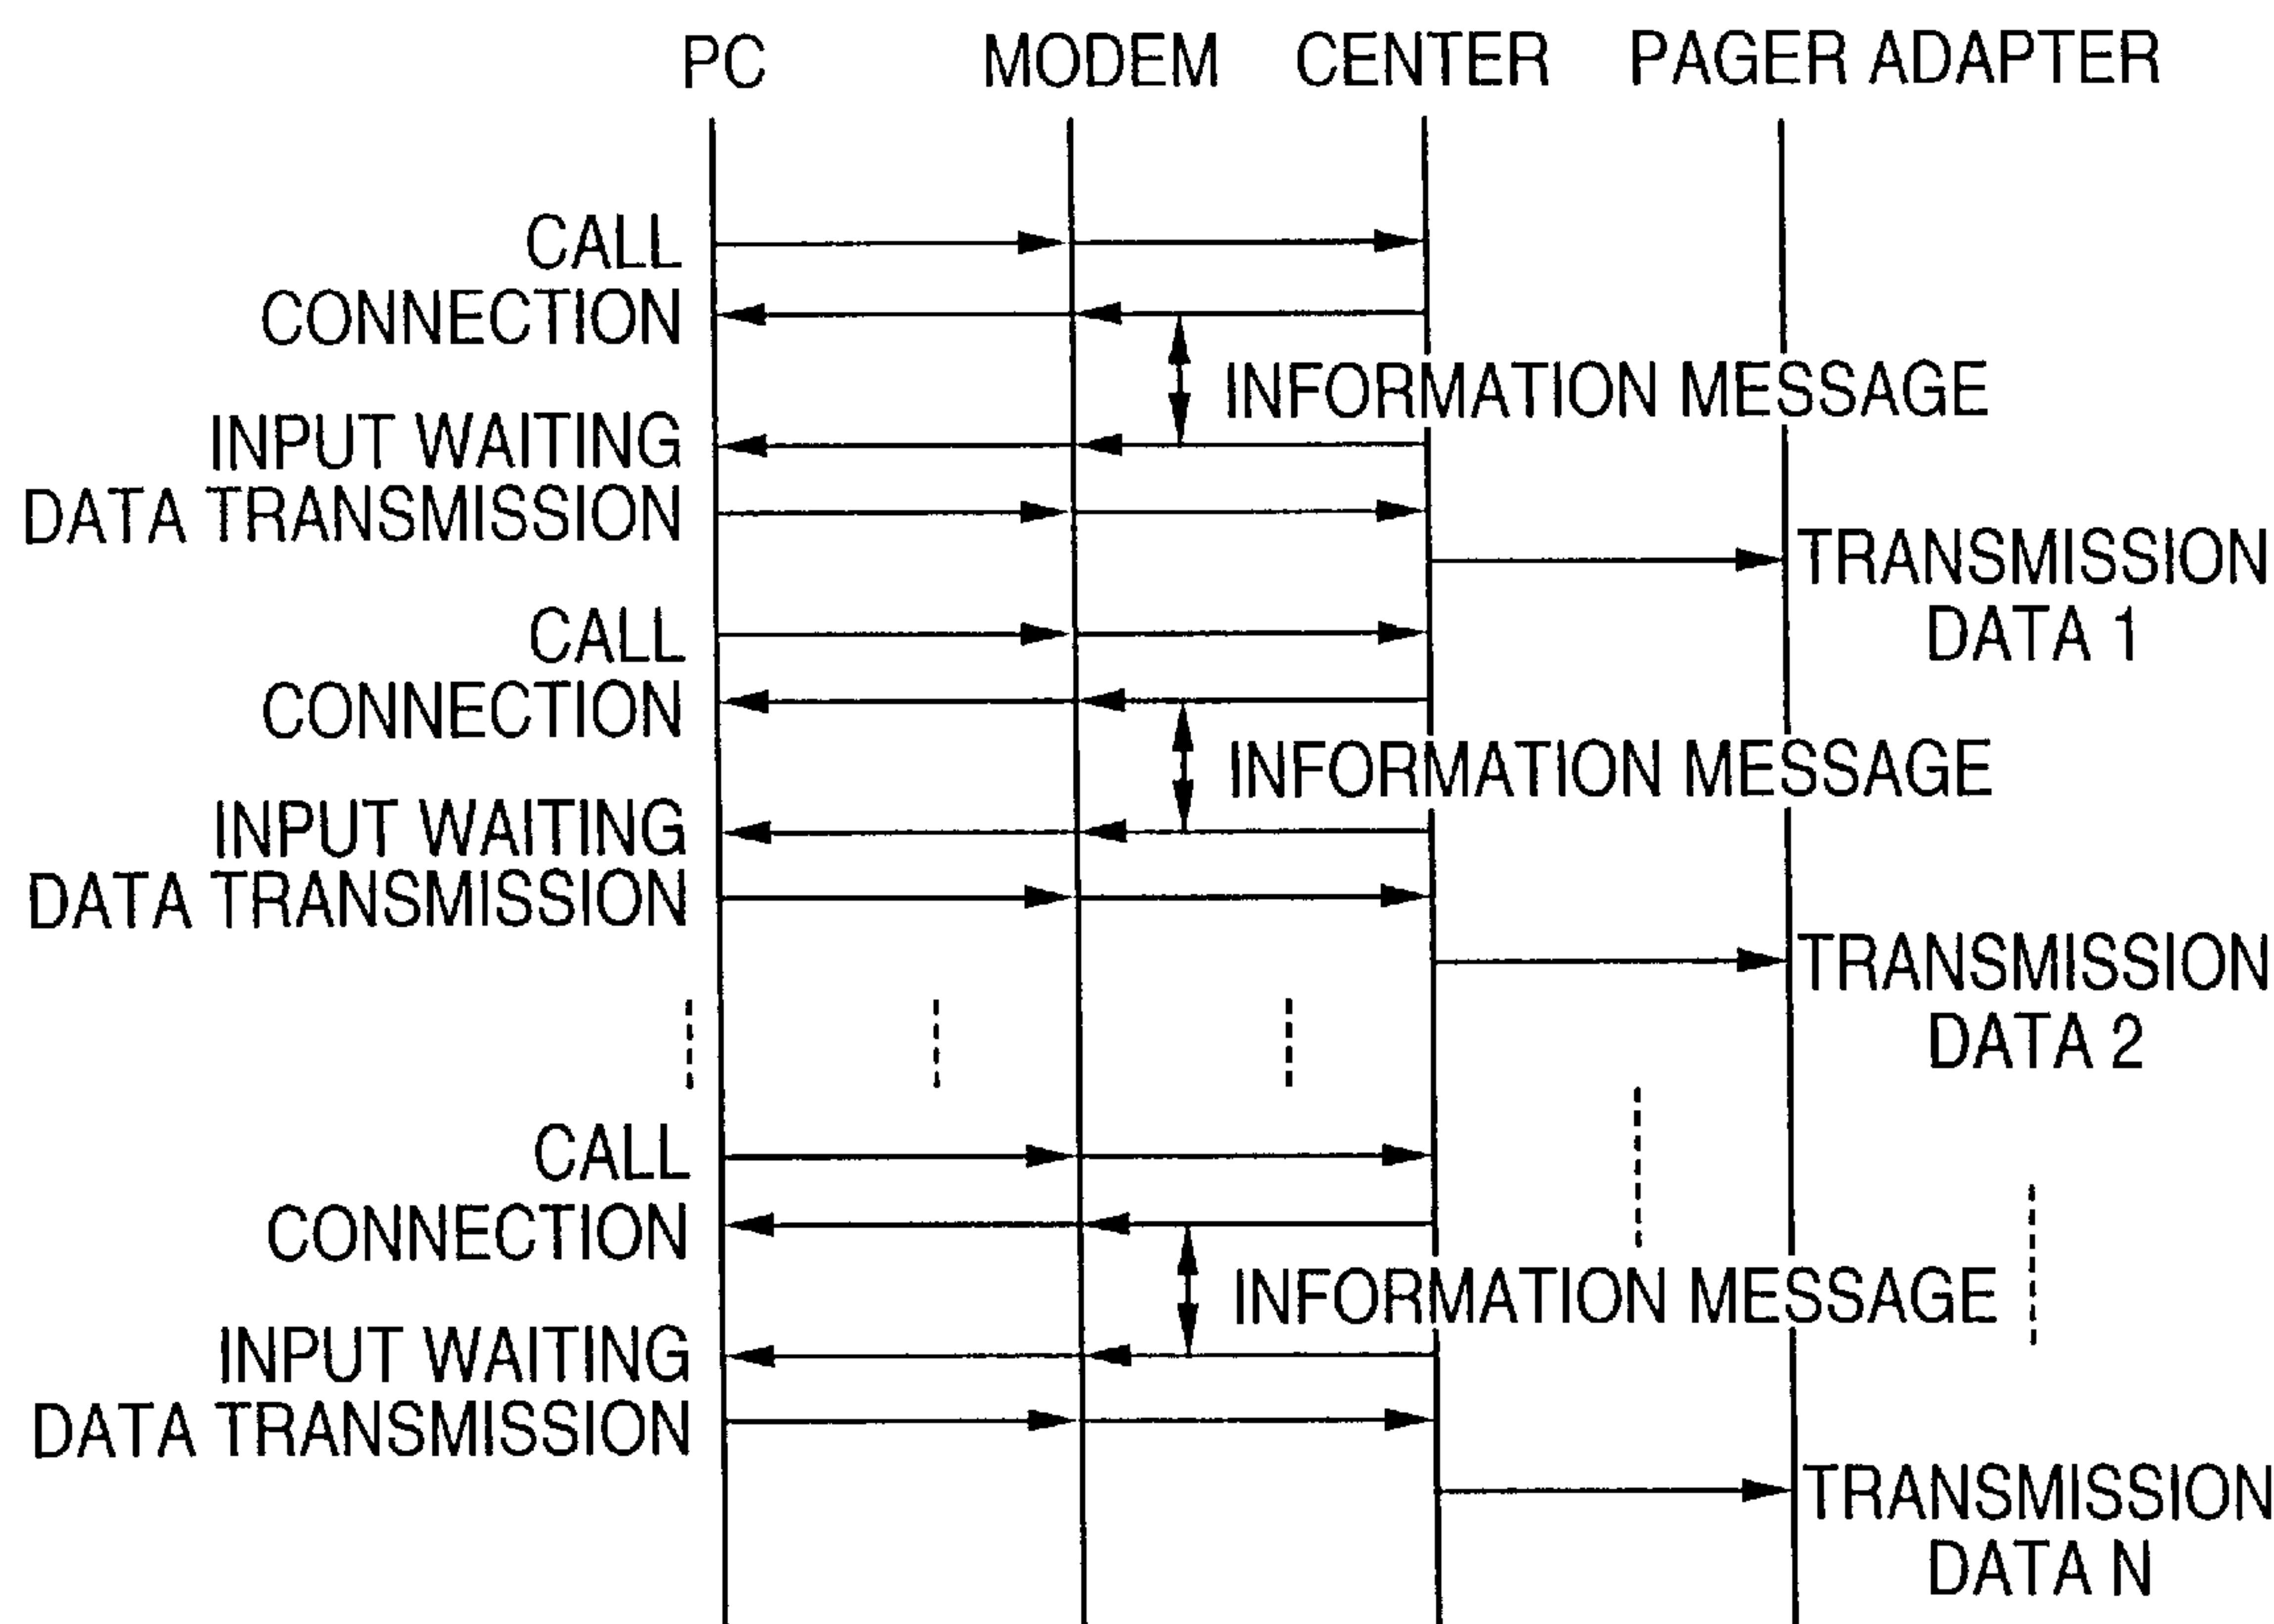 PC MODEM CENTER PAGER ADAPTER
CALL
CONNECTION
INFORMATION MESSAGE
INPUT WAITING
DATA TRANSMISSION
TRANSMISSION
DATA 1
CALL
CONNECTION
INFORMATION MESSAGE
INPUT WAITING
DATA TRANSMISSION
TRANSMISSION
DATA 2
CALL
CONNECTION
INFORMATION MESSAGE
INPUT WAITING
DATA TRANSMISSION
TRANSMISSION
DATA N